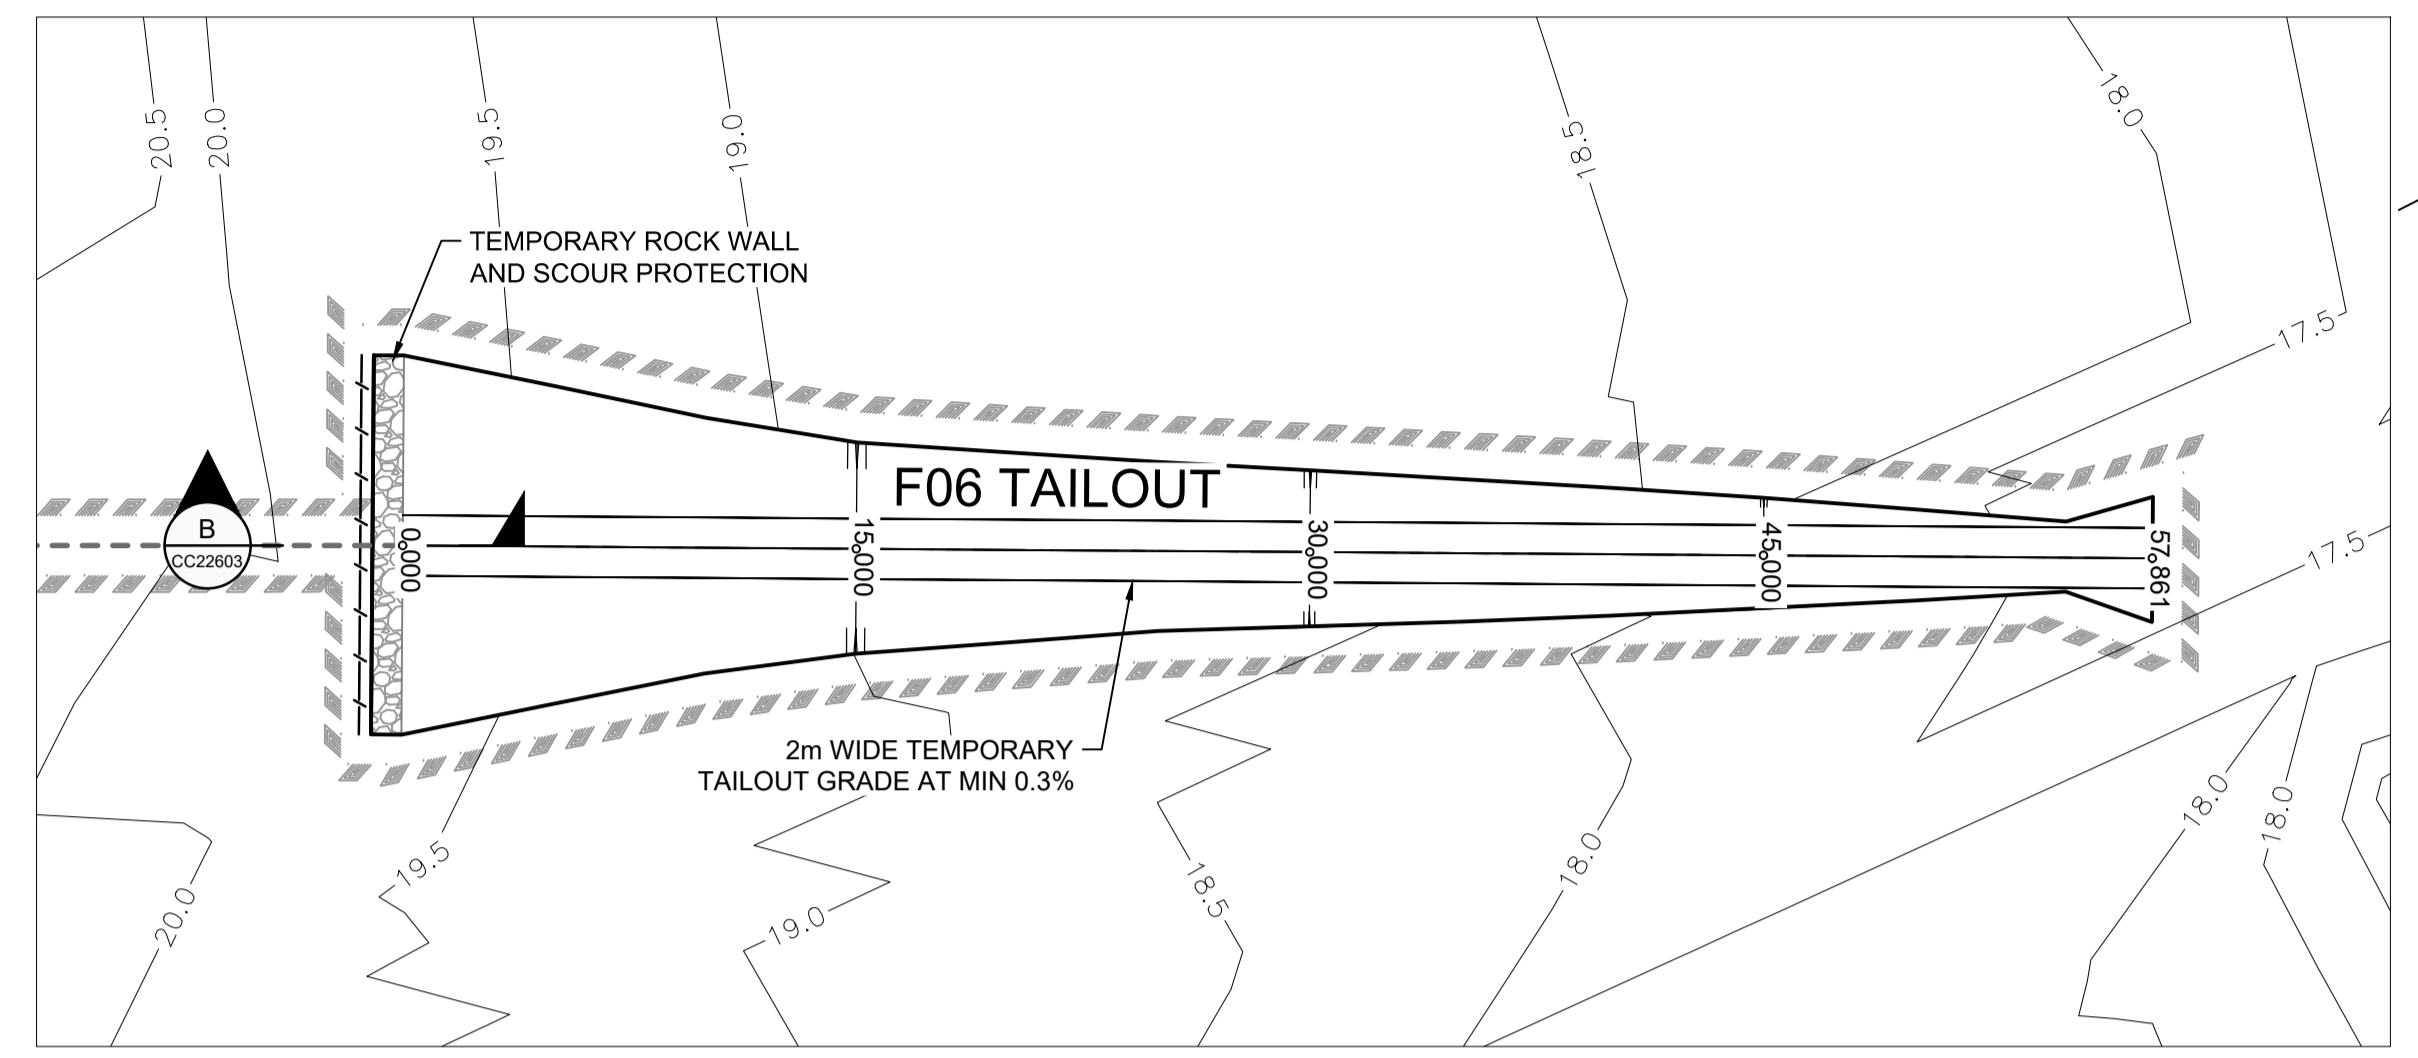 20.5
20.0
19.5
19.0
18.5
18.0
TEMPORARY ROCK WALL
AND SCOUR PROTECTION
17.5
F06 TAILOUT
B
CC22603
0.000
15.000
30.000
45.000
57.861
17.5
2m WIDE TEMPORARY
TAILOUT GRADE AT MIN 0.3%
20.0
19.5
19.0
18.5
18.0
18.0
18.0